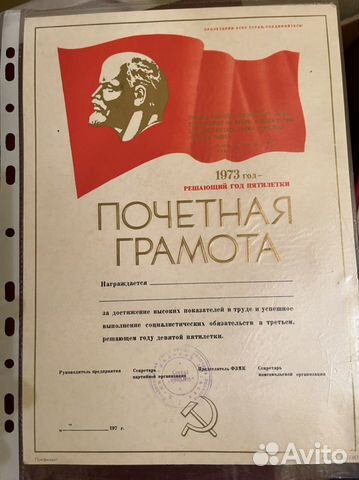 ПРОЛЕТАРИИ ВСЕХ СТРАН, СОЕДИНЯЙТЕСЬ!
1973 год–
РЕШАЮЩИЙ ГОД ПЯТИЛЕТКИ
ПОЧЕТНАЯ
ГРАМОТА
Награждается
за достижение высоких показателей в труде и успешное
выполнение социалистических обязательств в третьем,
решающем году девятой пятилетки.
Руководитель предприятия
Секретарь
партийной организации
Председатель ФЗМК
Секретарь
комсомольской организации
" " 197 г.
Avito